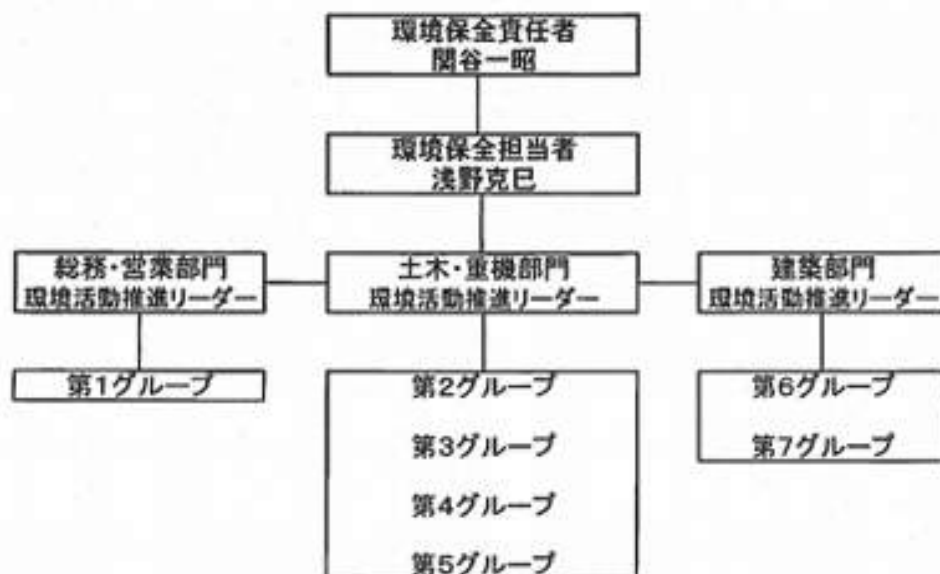 環境保全責任者
関谷一昭
環境保全担当者
浅野克巳
総務・営業部門
環境活動推進リーダー
土木・重機部門
環境活動推進リーダー
建築部門
環境活動推進リーダー
第1グループ
第2グループ
第3グループ
第4グループ
第5グループ
第6グループ
第7グループ